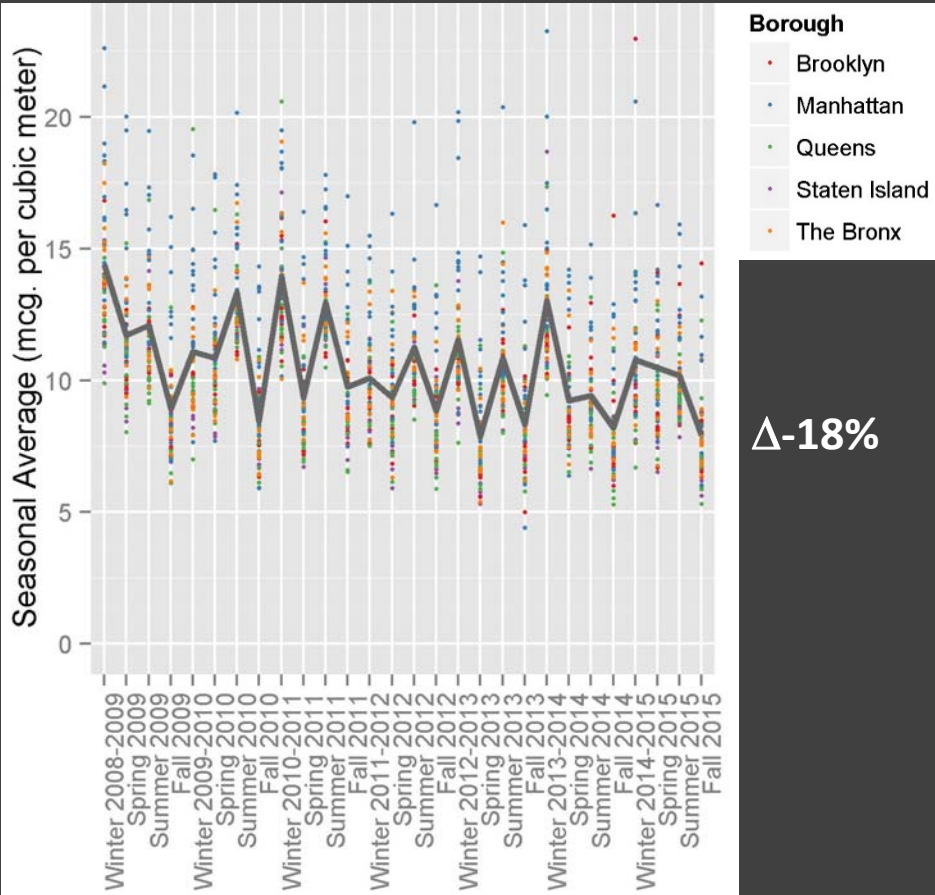 Seasonal Average (mcg. per cubic meter)
20
15
10
5
0
Winter 2008-2009
Spring 2009
Summer 2009
Fall 2009
Winter 2009-2010
Spring 2010
Summer 2010
Fall 2010
Winter 2010-2011
Spring 2011
Summer 2011
Fall 2011
Winter 2011-2012
Spring 2012
Summer 2012
Fall 2012
Winter 2012-2013
Spring 2013
Summer 2013
Fall 2013
Winter 2013-2014
Spring 2014
Summer 2014
Fall 2014
Winter 2014-2015
Spring 2015
Summer 2015
Fall 2015
Borough
Brooklyn
Manhattan
Queens
Staten Island
The Bronx
Δ-18%